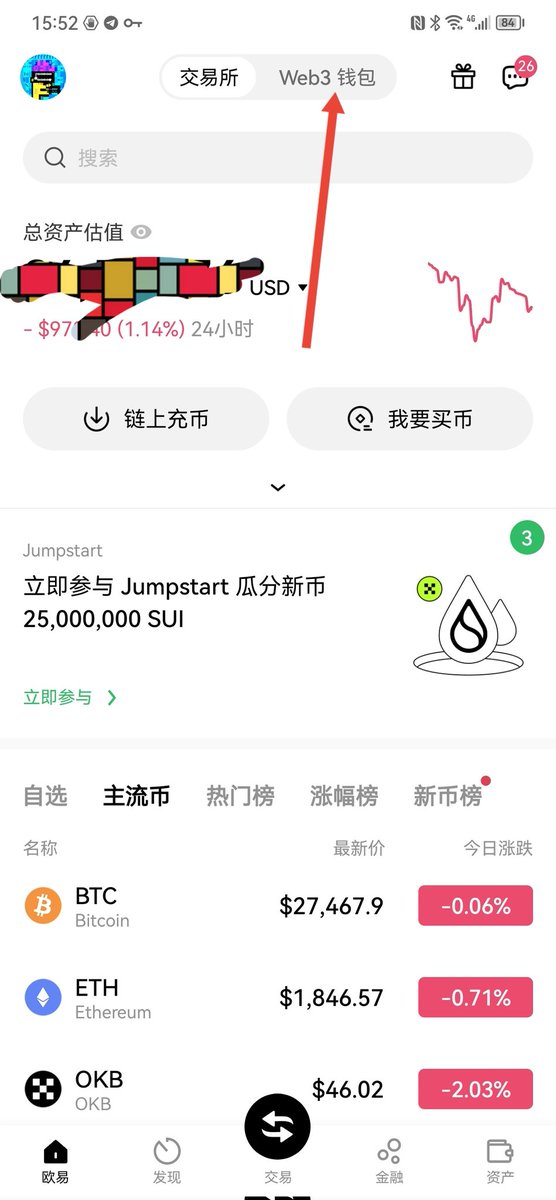 15:52
4G
84
交易所
Web3 钱包
26
搜索
总资产估值
USD
- $97 40 (1.14%) 24小时
链上充币
我要买币
Jumpstart
3
立即参与 Jumpstart 瓜分新币
25,000,000 SUI
立即参与
自选
主流币
热门榜
涨幅榜
新币榜
名称
最新价
今日涨跌
BTC
Bitcoin
$27,467.9
-0.06%
ETH
Ethereum
$1,846.57
-0.71%
OKB
OKB
$46.02
-2.03%
欧易
发现
交易
金融
资产